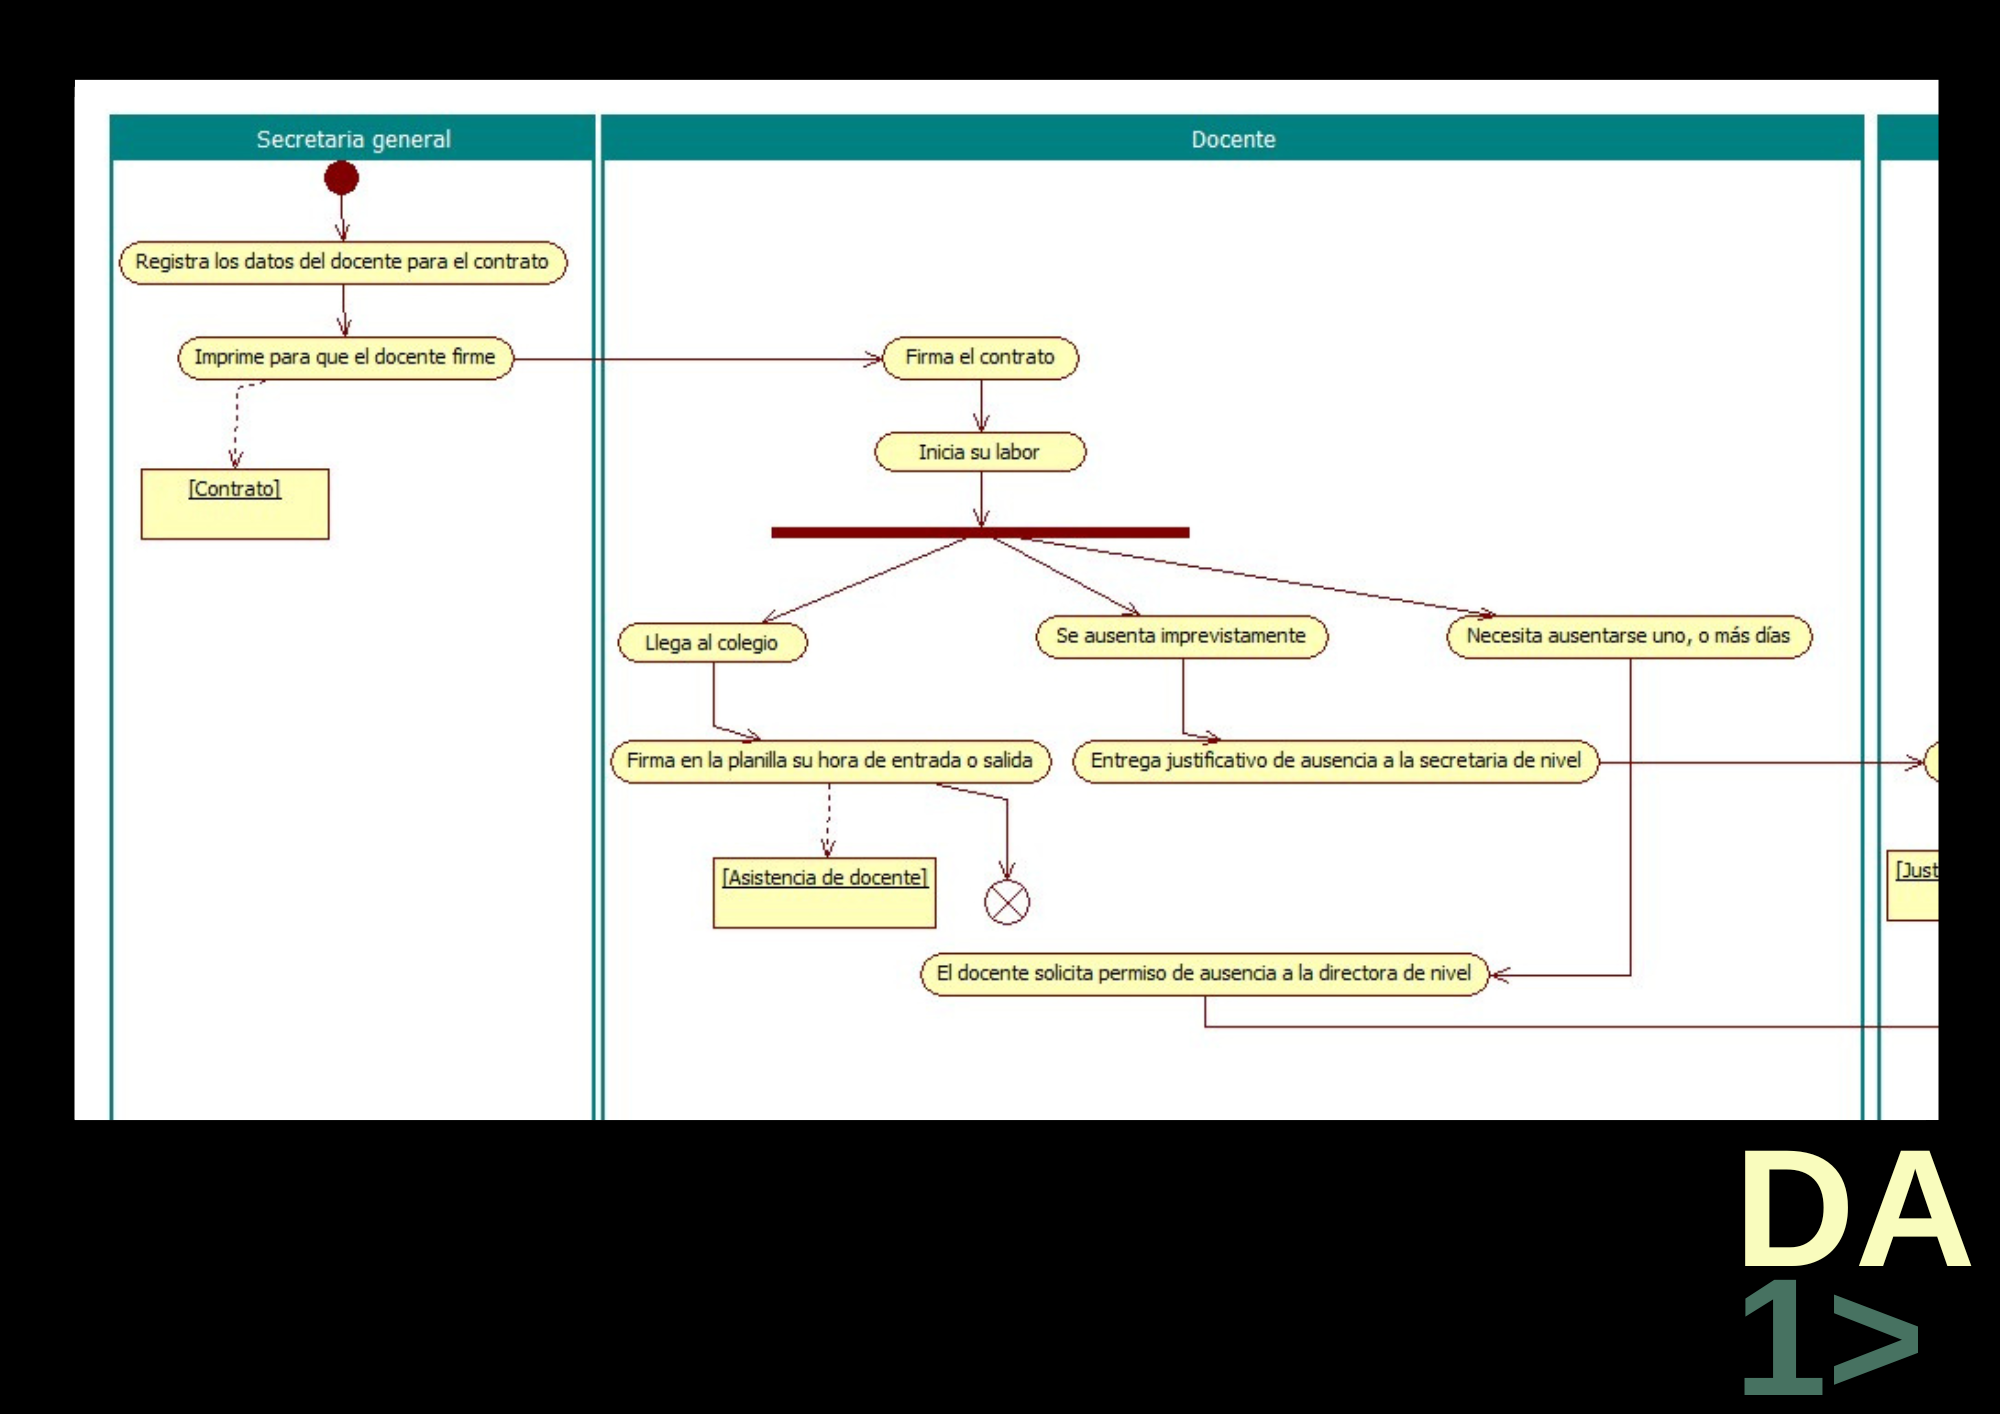 Secretaria general
Docente
Registra los datos del docente para el contrato
Imprime para que el docente firme
Firma el contrato
Inicia su labor
[Contrato]
Llega al colegio
Se ausenta imprevistamente
Necesita ausentarse uno, o más días
Firma en la planilla su hora de entrada o salida
Entrega justificativo de ausencia a la secretaria de nivel
[Asistencia de docente]
[Just
El docente solicita permiso de ausencia a la directora de nivel
DA
1>